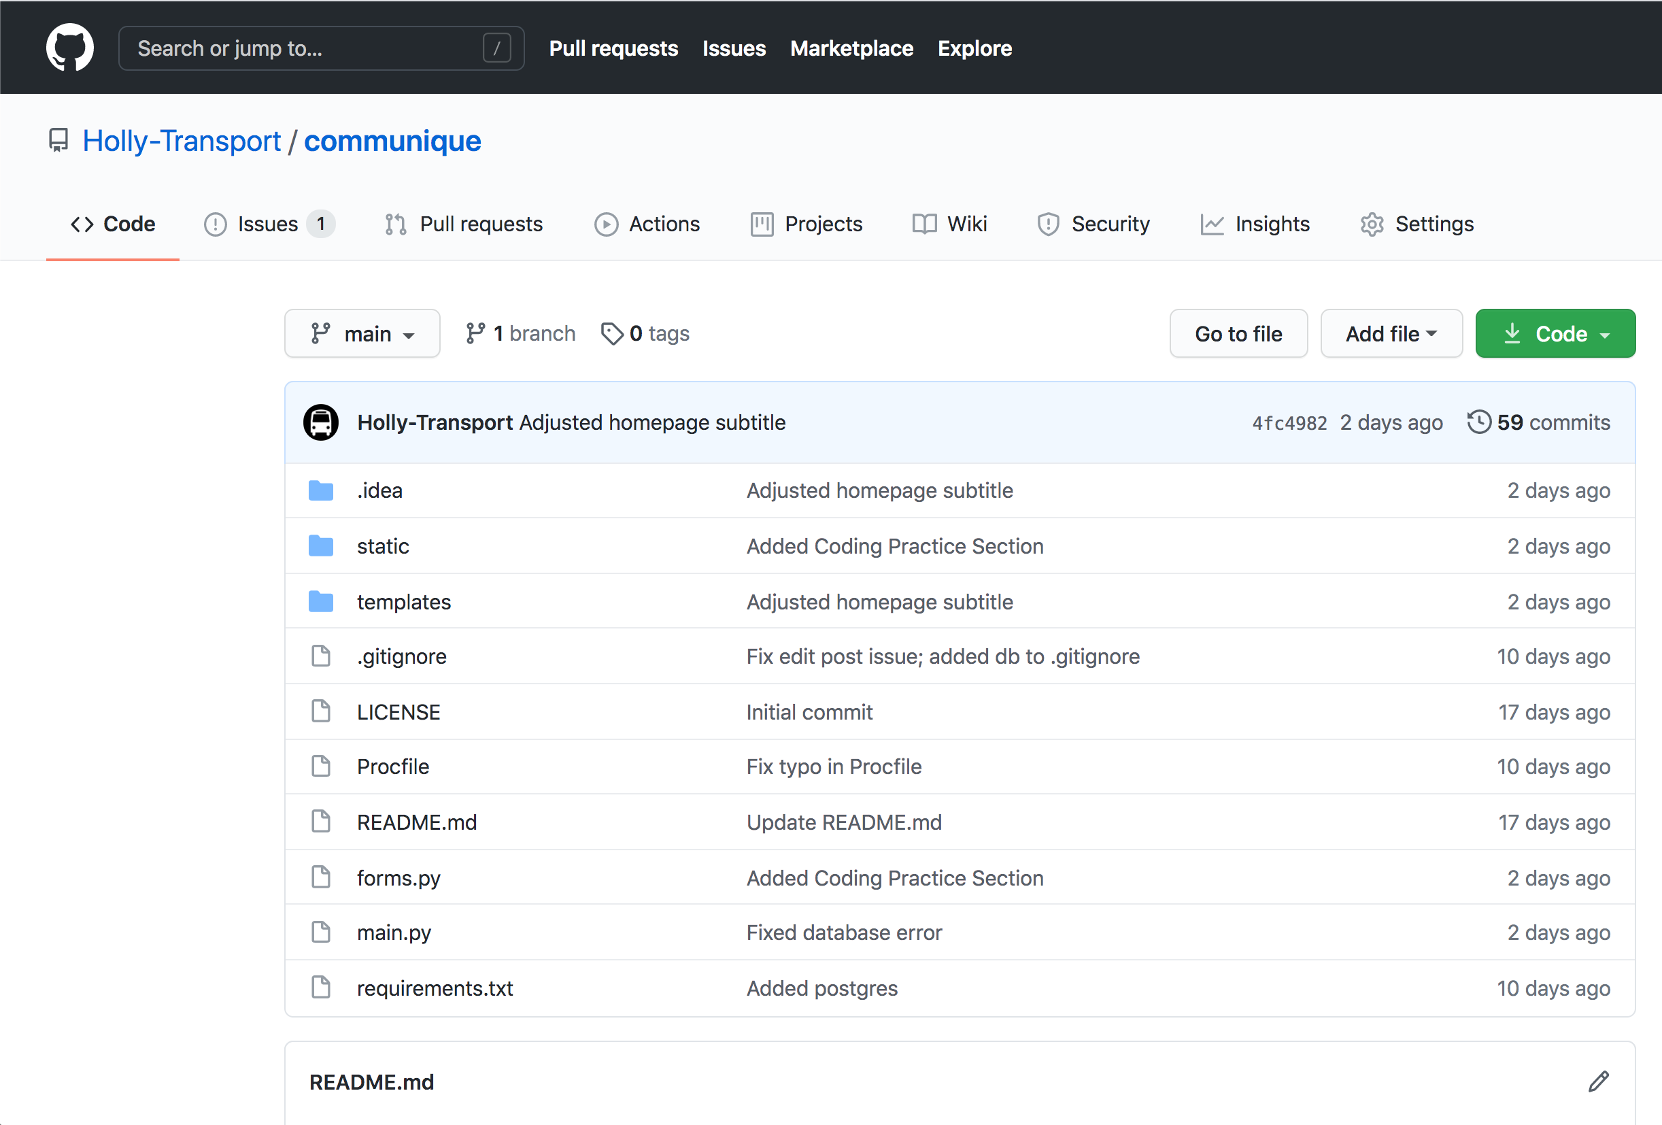 Search or jump to... / Pull requests Issues Marketplace Explore
Holly-Transport / communique
Code Issues 1 Pull requests Actions Projects Wiki Security Insights Settings
main 1 branch 0 tags Go to file Add file Code
Holly-Transport Adjusted homepage subtitle 4fc4982 2 days ago 59 commits
.idea Adjusted homepage subtitle 2 days ago
static Added Coding Practice Section 2 days ago
templates Adjusted homepage subtitle 2 days ago
.gitignore Fix edit post issue; added db to .gitignore 10 days ago
LICENSE Initial commit 17 days ago
Procfile Fix typo in Procfile 10 days ago
README.md Update README.md 17 days ago
forms.py Added Coding Practice Section 2 days ago
main.py Fixed database error 2 days ago
requirements.txt Added postgres 10 days ago
README.md